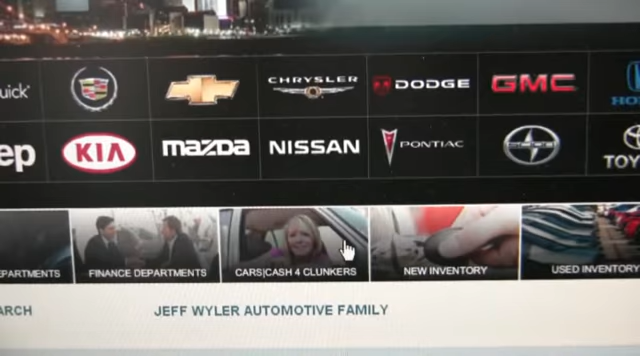 uick
CHRYSLER
DODGE
GMC
HO
ep
KIA
mazda
NISSAN
PONTIAC
TOY
EPARTMENTS
FINANCE DEPARTMENTS
CARS|CASH 4 CLUNKERS
NEW INVENTORY
USED INVENTORY
ARCH
JEFF WYLER AUTOMOTIVE FAMILY